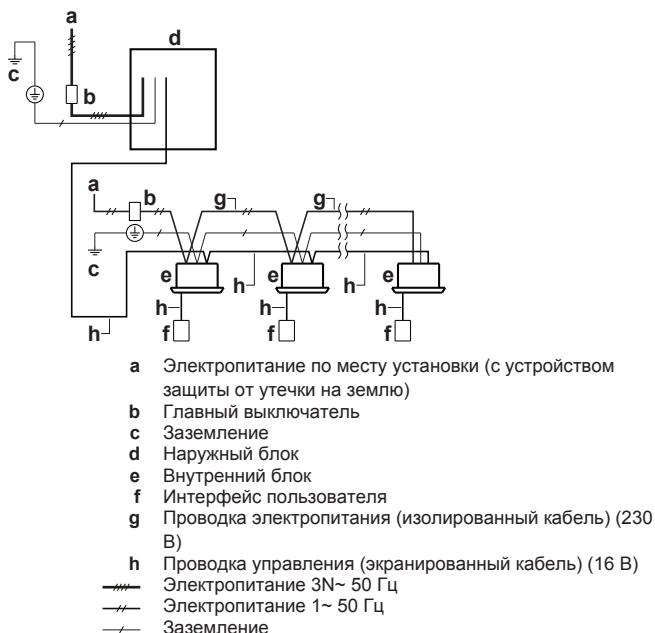 a
d
c
b
a
b
g
g
c
e
h
e
h
e
h
h
h
h
f
f
f
a Электропитание по месту установки (с устройством
защиты от утечки на землю)
b Главный выключатель
c Заземление
d Наружный блок
e Внутренний блок
f Интерфейс пользователя
g Проводка электропитания (изолированный кабель) (230
В)
h Проводка управления (экранированный кабель) (16 В)
Электропитание 3N~ 50 Гц
Электропитание 1~ 50 Гц
Заземление